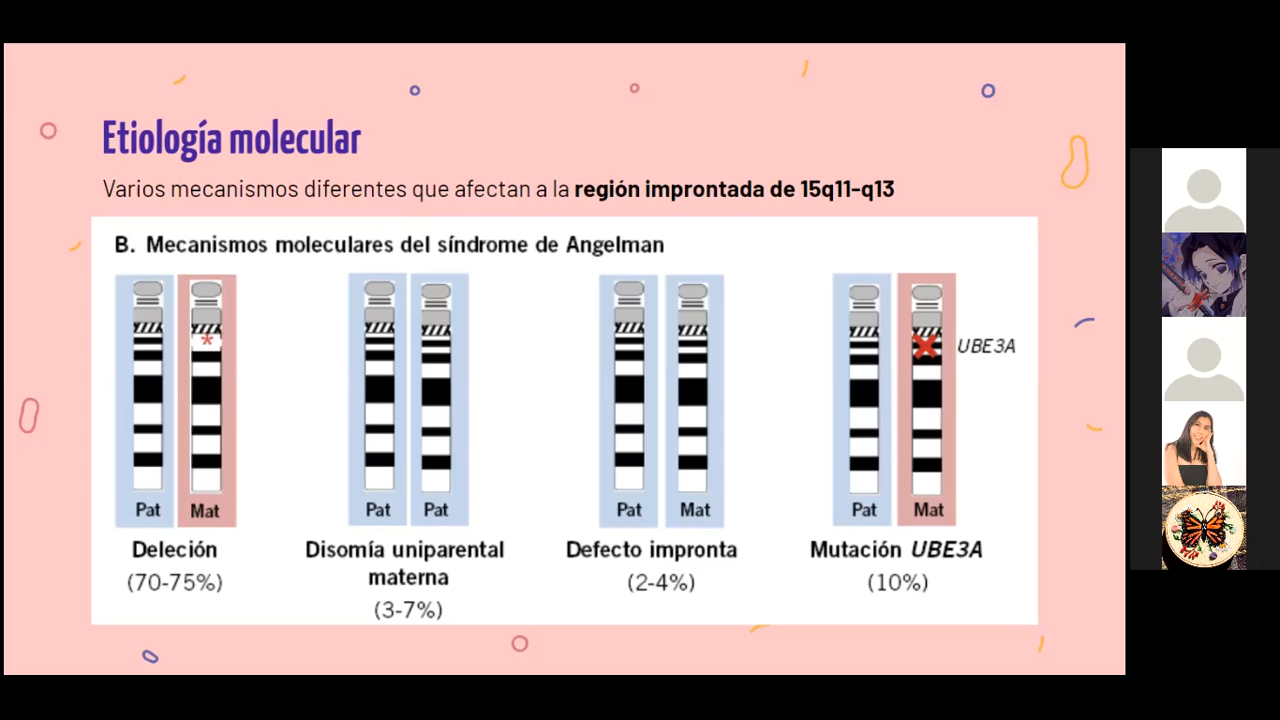 Etiología molecular
Varios mecanismos diferentes que afectan a la región improntada de 15q11-q13
B. Mecanismos moleculares del síndrome de Angelman
*
UBE3A
Pat Mat
Pat Pat
Pat Mat
Pat Mat
Deleción
(70-75%)
Disomía uniparental
materna
(3-7%)
Defecto impronta
(2-4%)
Mutación UBE3A
(10%)